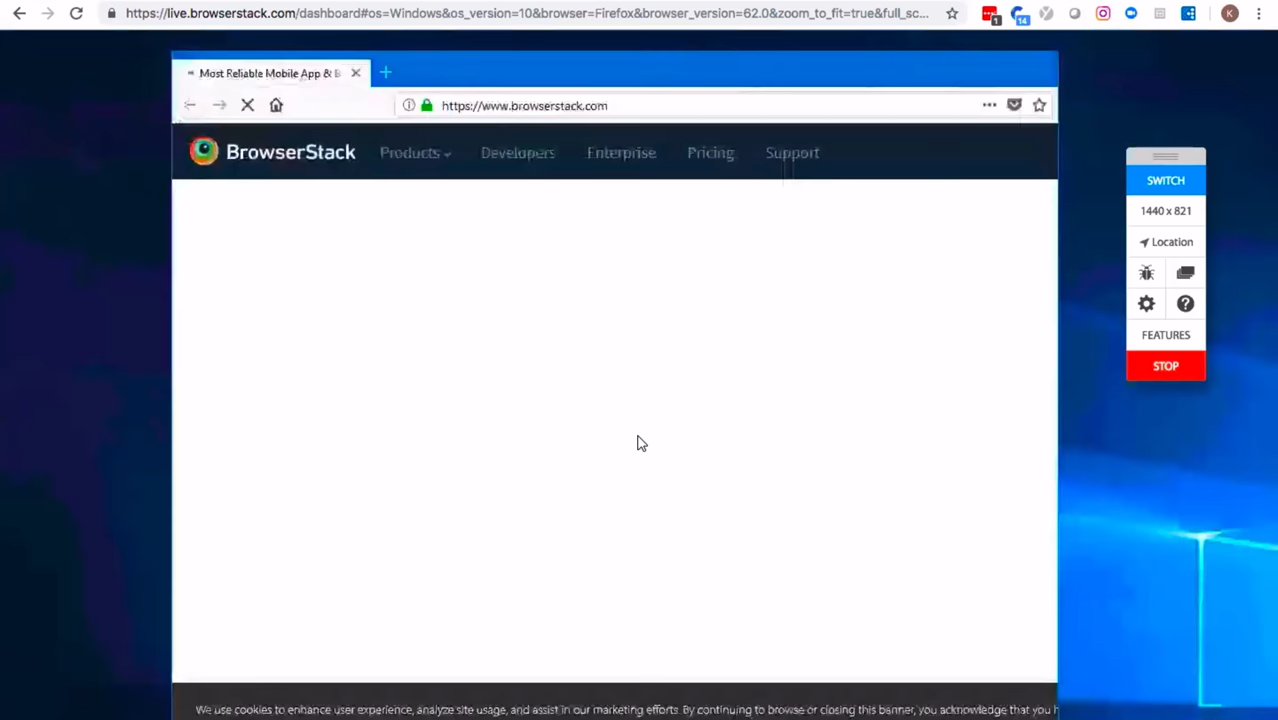 https://live.browserstack.com/dashboard#os=Windows&os_version=10&browser=Firefox&browser_version=62.0&zoom_to_fit=true&full_sc...
1
14
K
Most Reliable Mobile App & B
https://www.browserstack.com
BrowserStack
Products
Developers
Enterprise
Pricing
Support
SWITCH
1440 x 821
Location
FEATURES
STOP
We use cookies to enhance user experience, analyze site usage, and assist in our marketing efforts. By continuing to browse or closing this banner, you acknowledge that you h